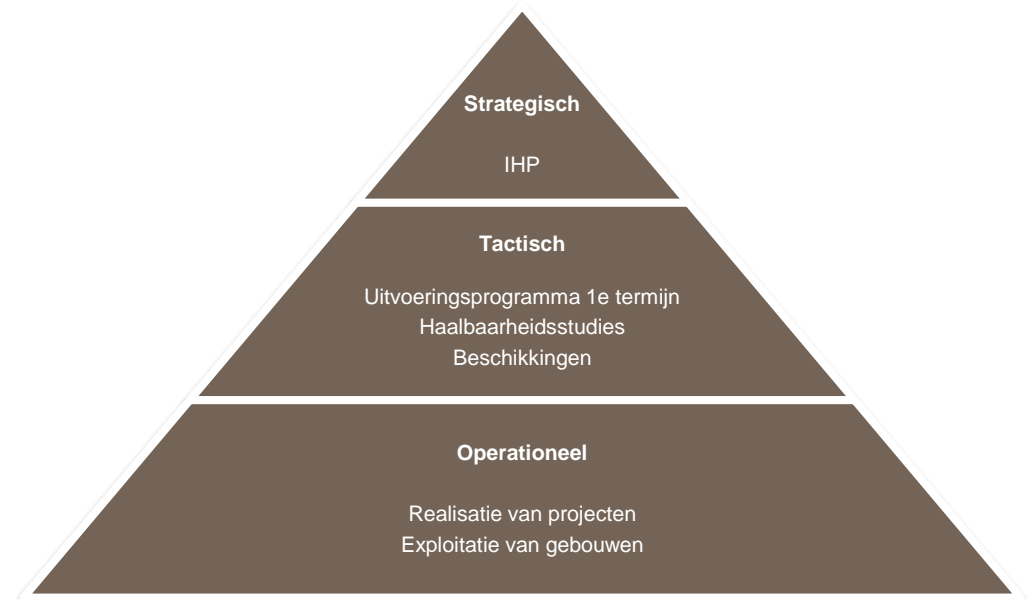 Strategisch
IHP
Tactisch
Uitvoeringsprogramma 1e termijn
Haalbaarheidsstudies
Beschikkingen
Operationeel
Realisatie van projecten
Exploitatie van gebouwen